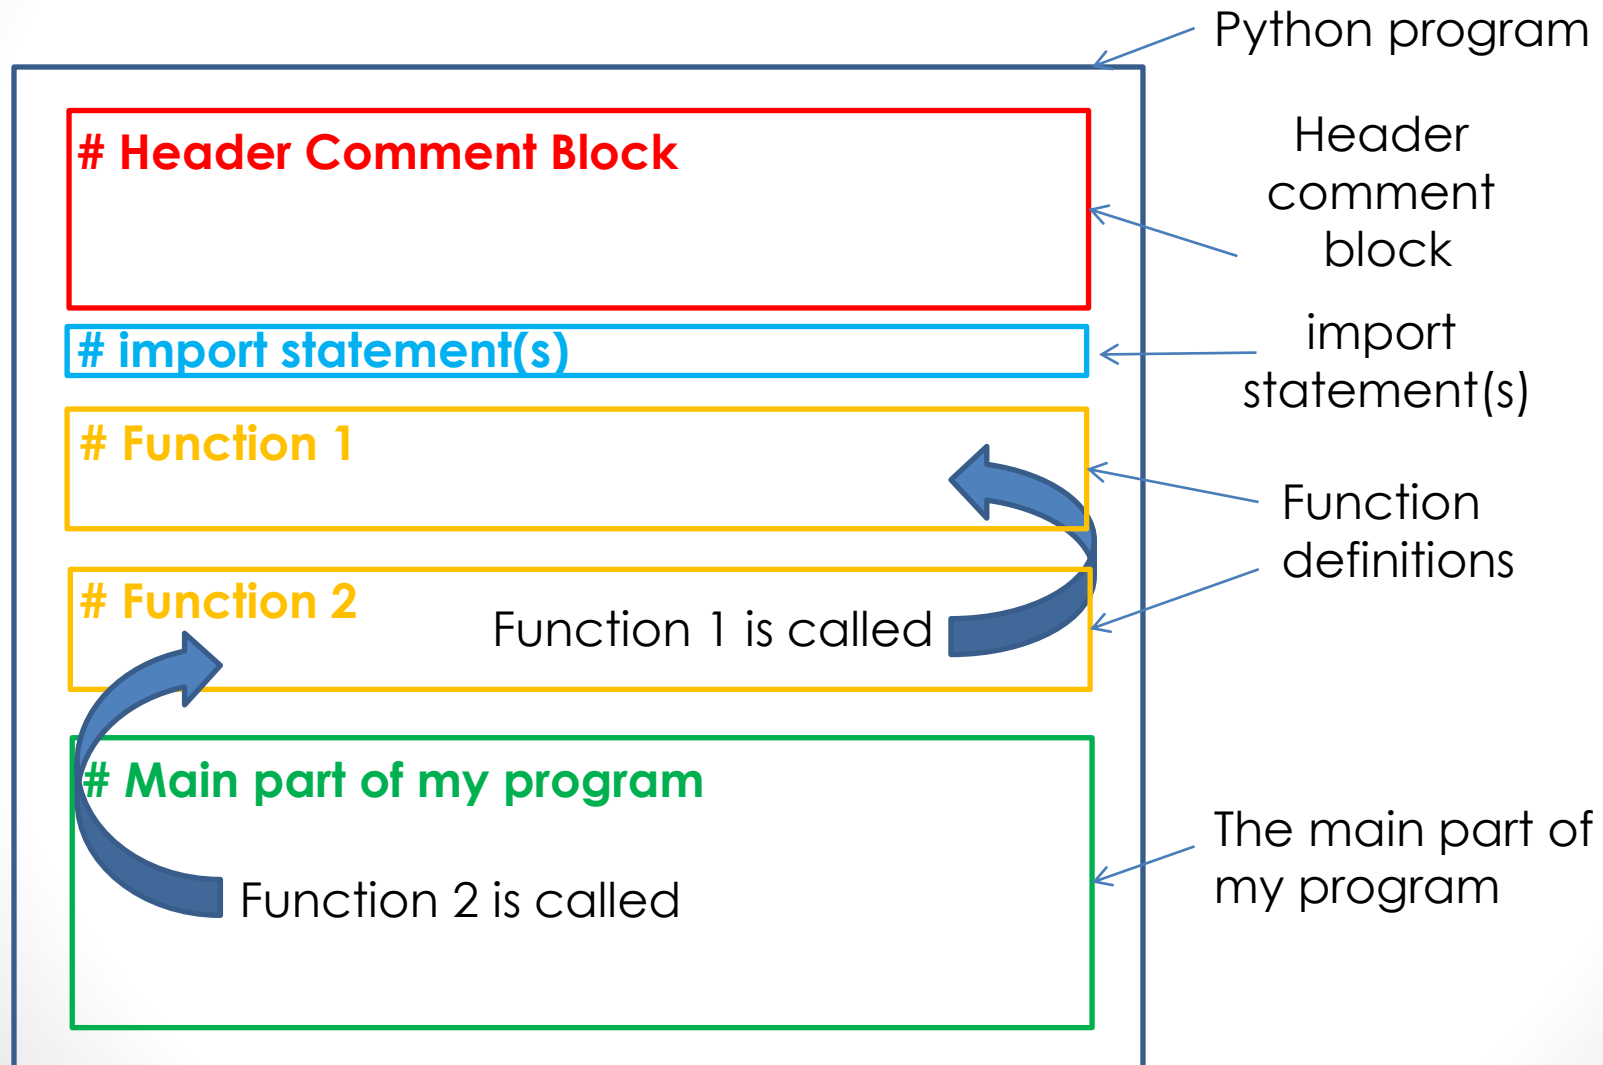 Python program
# Header Comment Block
Header
comment
block
# import statement(s)
import
statement(s)
# Function 1
Function
definitions
# Function 2
Function 1 is called
# Main part of my program
Function 2 is called
The main part of
my program